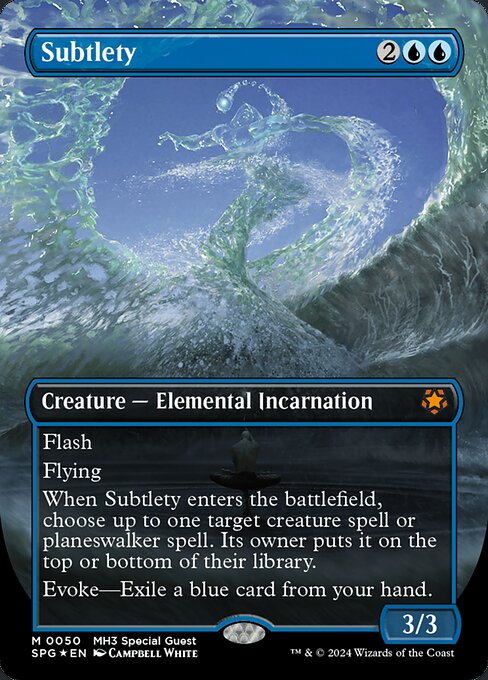 Subtlety 2
Creature — Elemental Incarnation
Flash
Flying
When Subtlety enters the battlefield,
choose up to one target creature spell or
planeswalker spell. Its owner puts it on the
top or bottom of their library.
Evoke—Exile a blue card from your hand.
3/3
M 0050 MH3 Special Guest
SPG ★ EN Campbell White ™ & © 2024 Wizards of the Coast